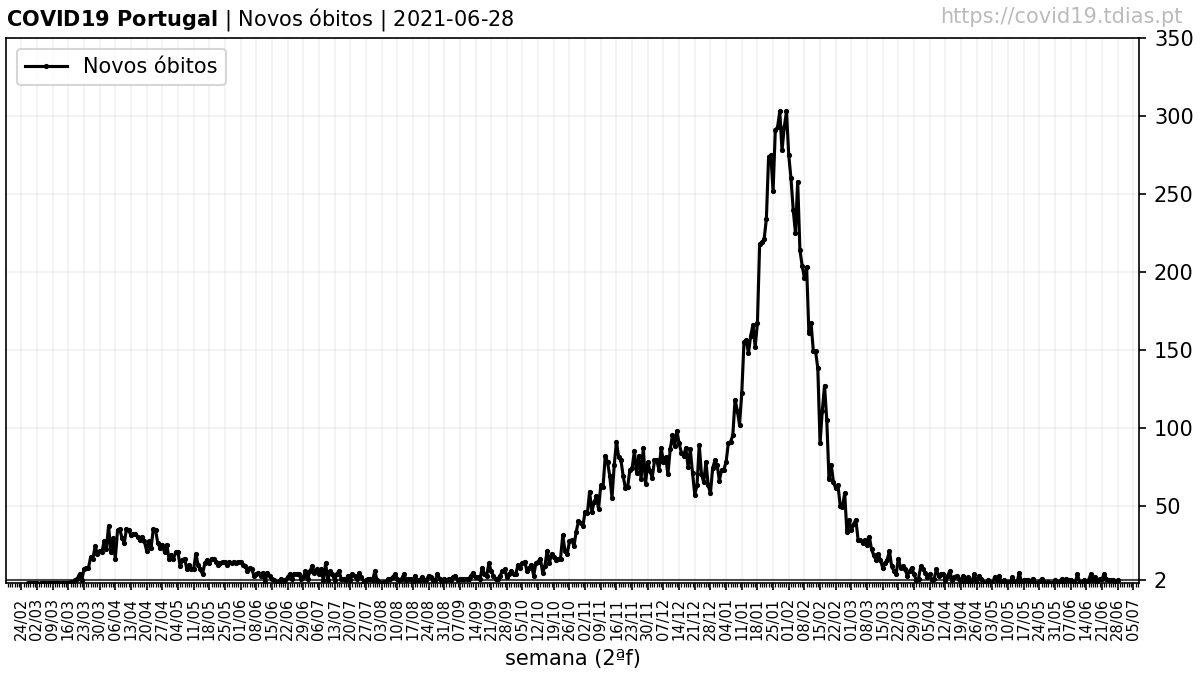 COVID19 Portugal | Novos óbitos | 2021-06-28
https://covid19.tdias.pt
Novos óbitos
350
300
250
200
150
100
50
2
24/02 02/03 09/03 16/03 23/03 30/03 06/04 13/04 20/04 27/04 04/05 11/05 18/05 25/05 01/06 08/06 15/06 22/06 29/06 06/07 13/07 20/07 27/07 03/08 10/08 17/08 24/08 31/08 07/09 14/09 21/09 28/09 05/10 12/10 19/10 26/10 02/11 09/11 16/11 23/11 30/11 07/12 14/12 21/12 28/12 04/01 11/01 18/01 25/01 01/02 08/02 15/02 22/02 01/03 08/03 15/03 22/03 29/03 05/04 12/04 19/04 26/04 03/05 10/05 17/05 24/05 31/05 07/06 14/06 21/06 28/06 05/07
semana (2ªf)